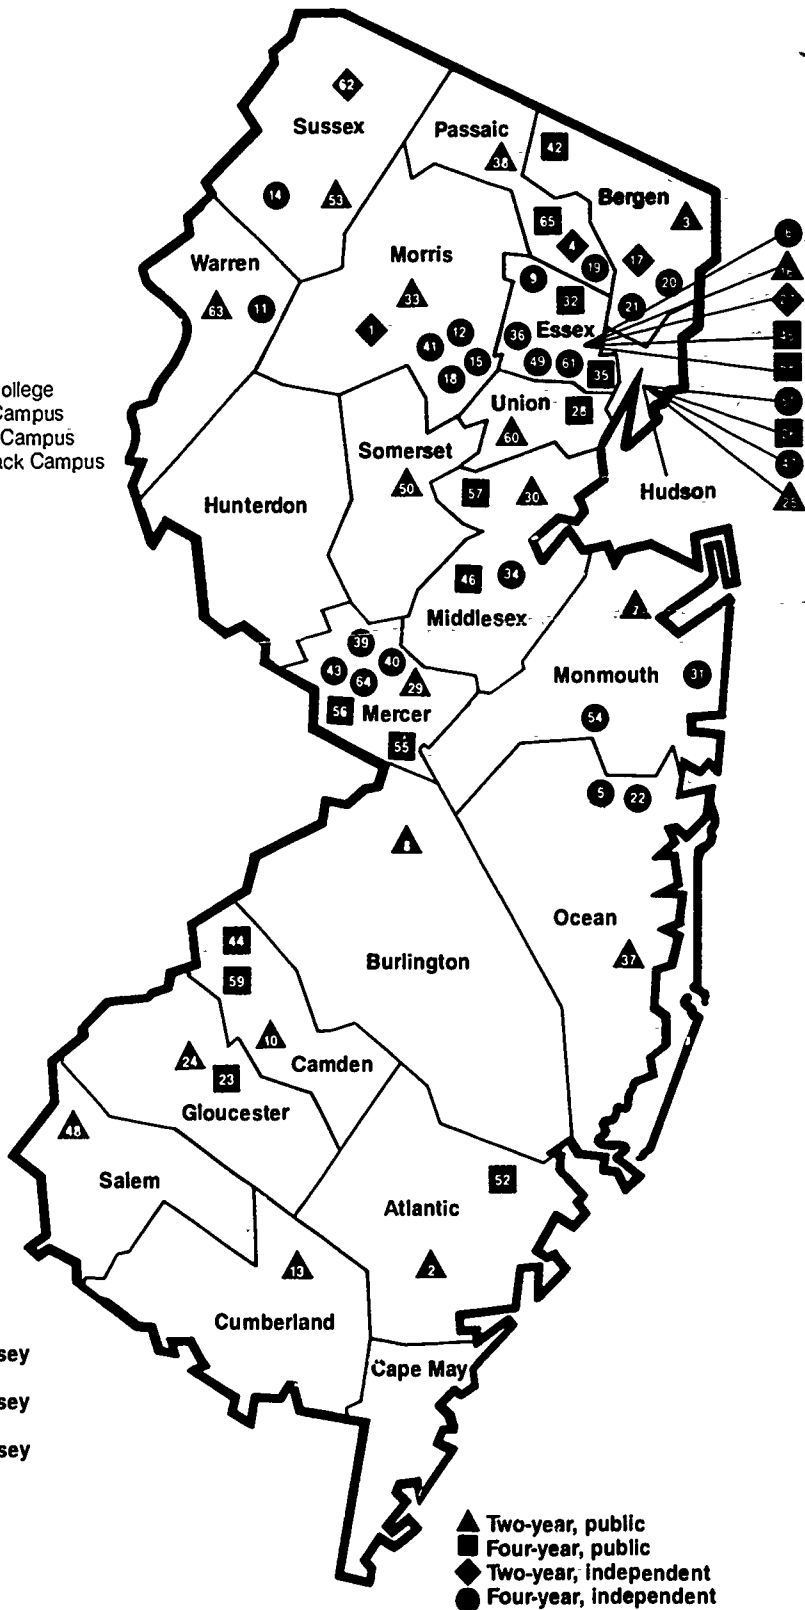 62
Sussex
Passaic
42
38
14
53
Bergen
3
65
Morris
4
17
Warren
19
20
9
33
32
21
63
11
Essex
1
12
36
41
15
49
61
35
18
ollege
Campus
Campus
ack Campus
Union
28
60
Somerset
50
57
30
Hunterdon
Hudson
25
46
34
Middlesex
7
39
40
43
64
29
Monmouth
31
56
Mercer
54
55
5
22
8
Ocean
44
Burlington
37
59
10
24
Camden
23
Gloucester
48
Salem
52
Atlantic
13
2
Cumberland
sey
Cape May
sey
sey
Two-year, public
Four-year, public
Two-year, independent
Four-year, independent